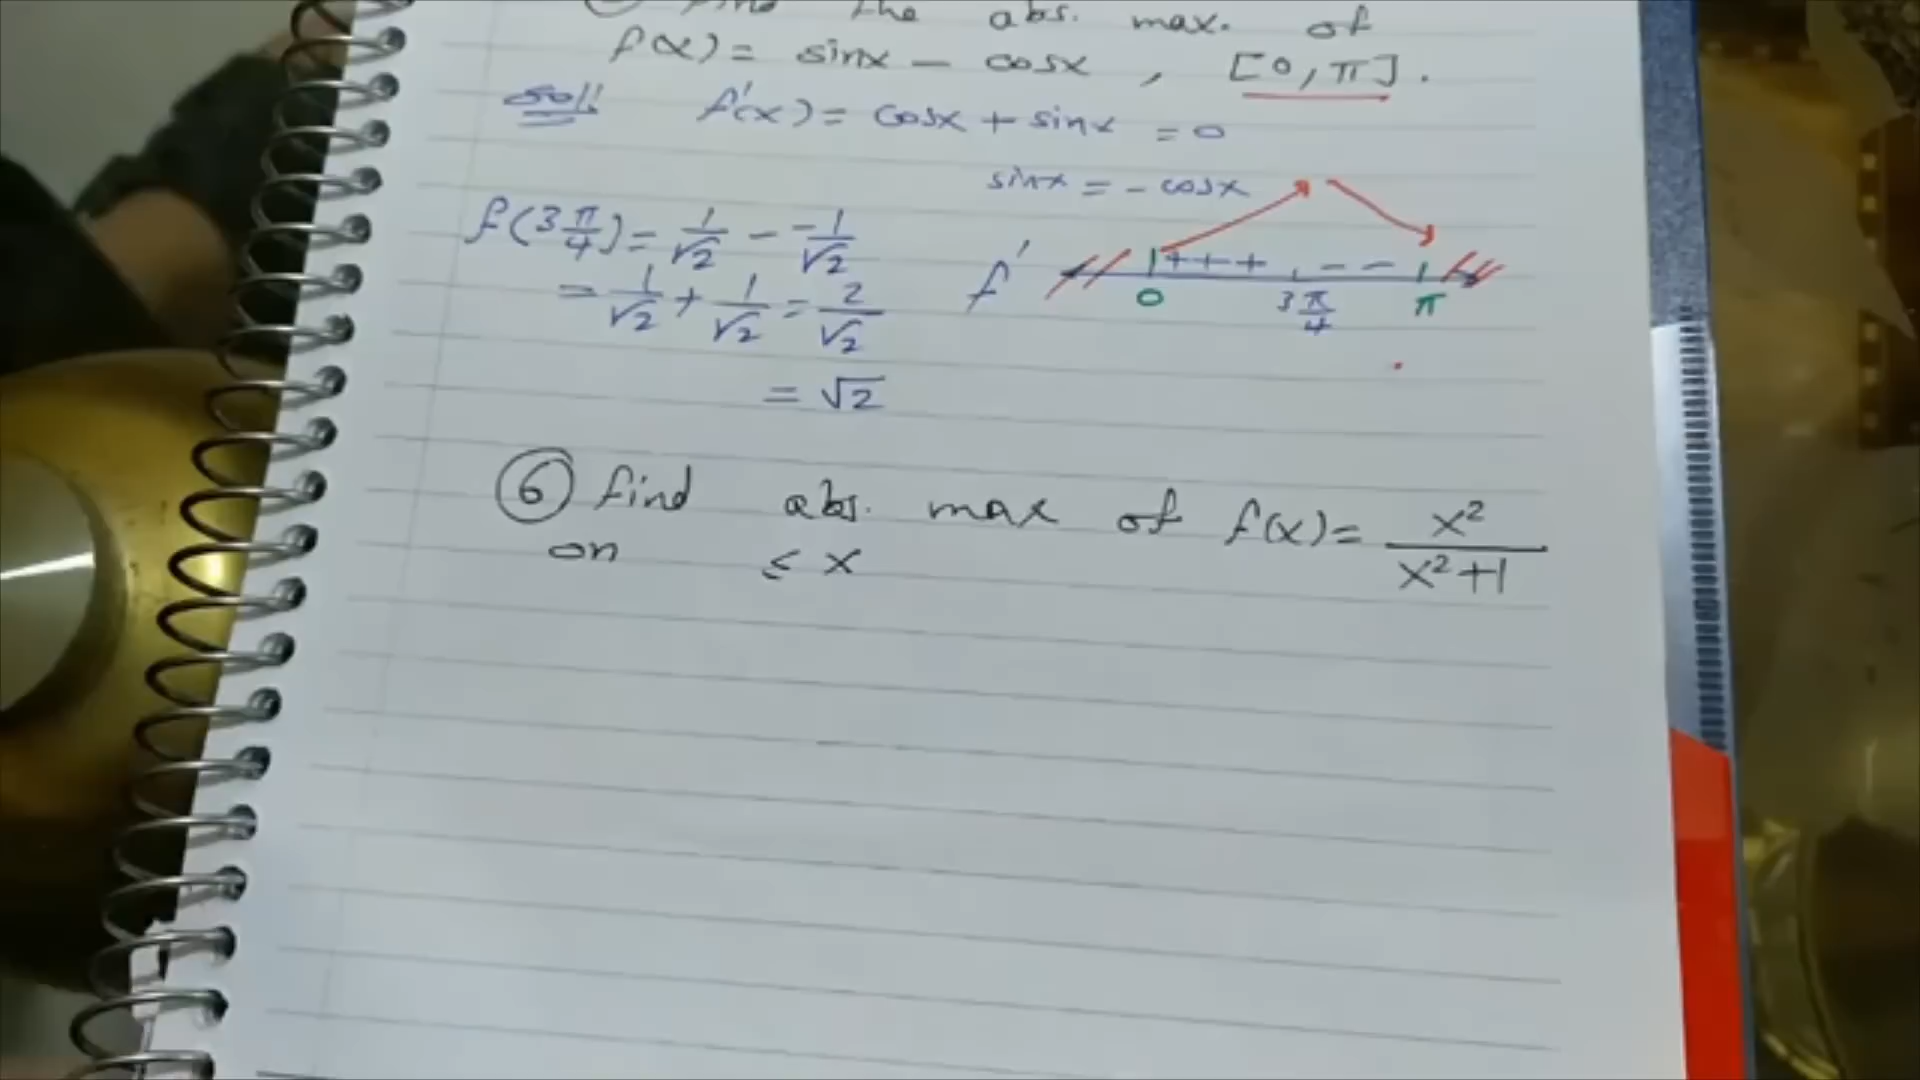 Find the abs. max. of
f(x) = sinx - cosx , [0, π].
sol! f'(x) = cosx + sinx = 0
sinx = - cosx
f(3π/4) = 1/√2 - -1/√2
= 1/√2 + 1/√2 = 2/√2
= √2
f' + + + - -
0 3π/4 π
⑥ find abs. max of f(x) = x²/(x²+1)
on ≤ x